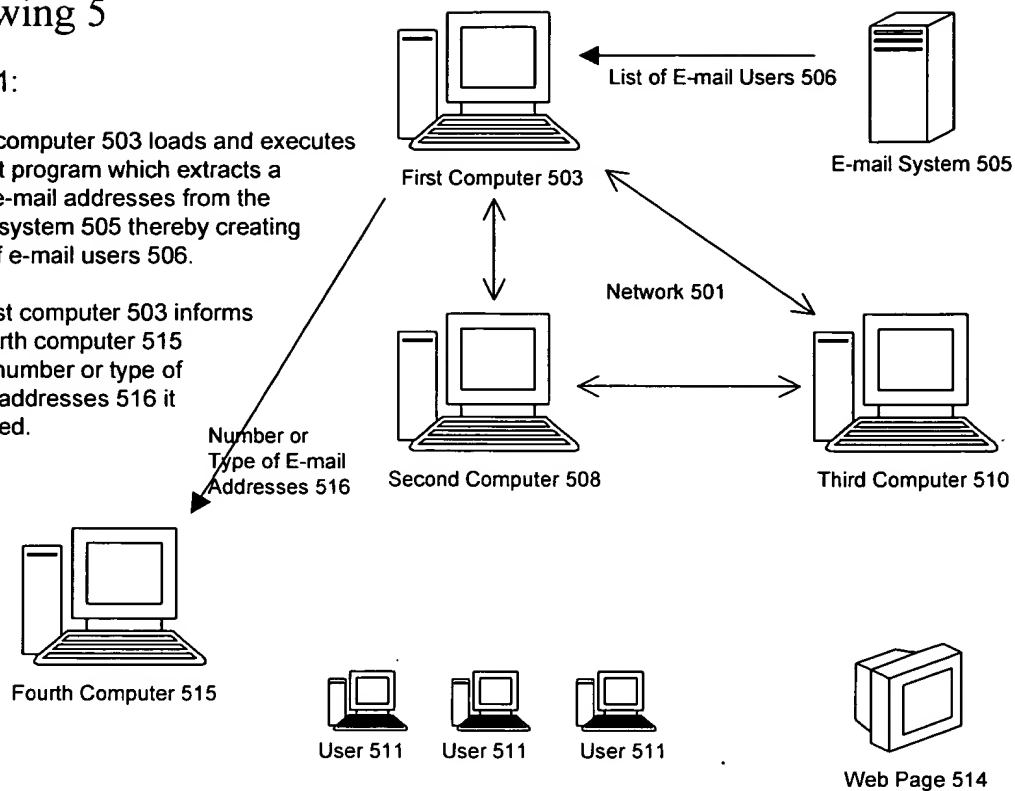 wing 5
1:
computer 503 loads and executes
t program which extracts a
e-mail addresses from the
system 505 thereby creating
f e-mail users 506.
st computer 503 informs
rth computer 515
number or type of
addresses 516 it
ed.
List of E-mail Users 506
First Computer 503
E-mail System 505
Network 501
Number or
Type of E-mail
Addresses 516
Second Computer 508
Third Computer 510
Fourth Computer 515
User 511
User 511
User 511
Web Page 514